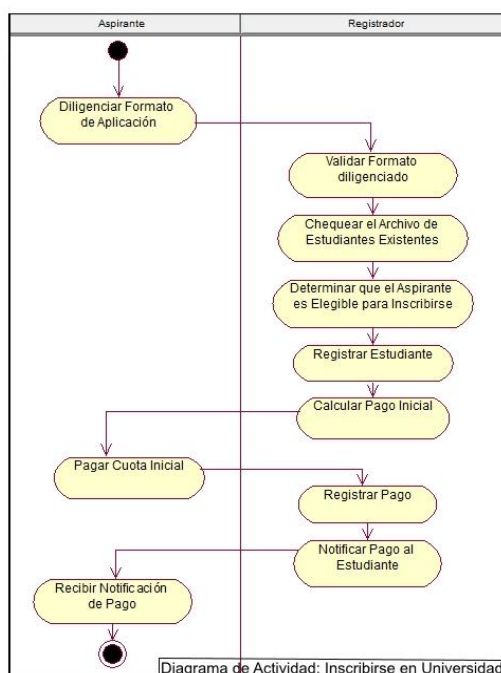 Aspirante
Registrador
Diligenciar Formato
de Aplicación
Validar Formato
diligenciado
Chequear el Archivo de
Estudiantes Existentes
Determinar que el Aspirante
es Elegible para Inscribirse
Registrar Estudiante
Calcular Pago Inicial
Pagar Cuota Inicial
Registrar Pago
Notificar Pago al
Estudiante
Recibir Notificación
de Pago
Diagrama de Actividad: Inscribirse en Universidad